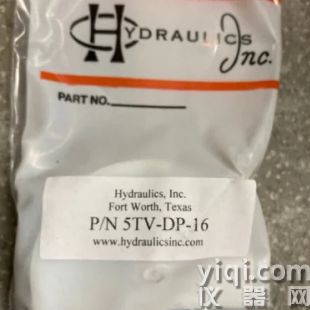 HYDRAULICS
Inc.
PART NO.
Hydraulics, Inc.
Fort Worth, Texas
P/N 5TV-DP-16
www.hydraulicsinc.com
yiqi.com
仪器网